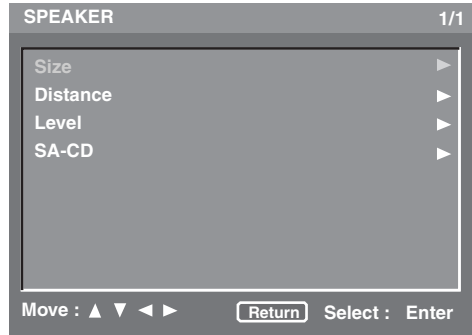 SPEAKER 1/1
Size ▶
Distance ▶
Level ▶
SA-CD ▶
Move : ▲ ▼ ◀ ▶ Return Select : Enter